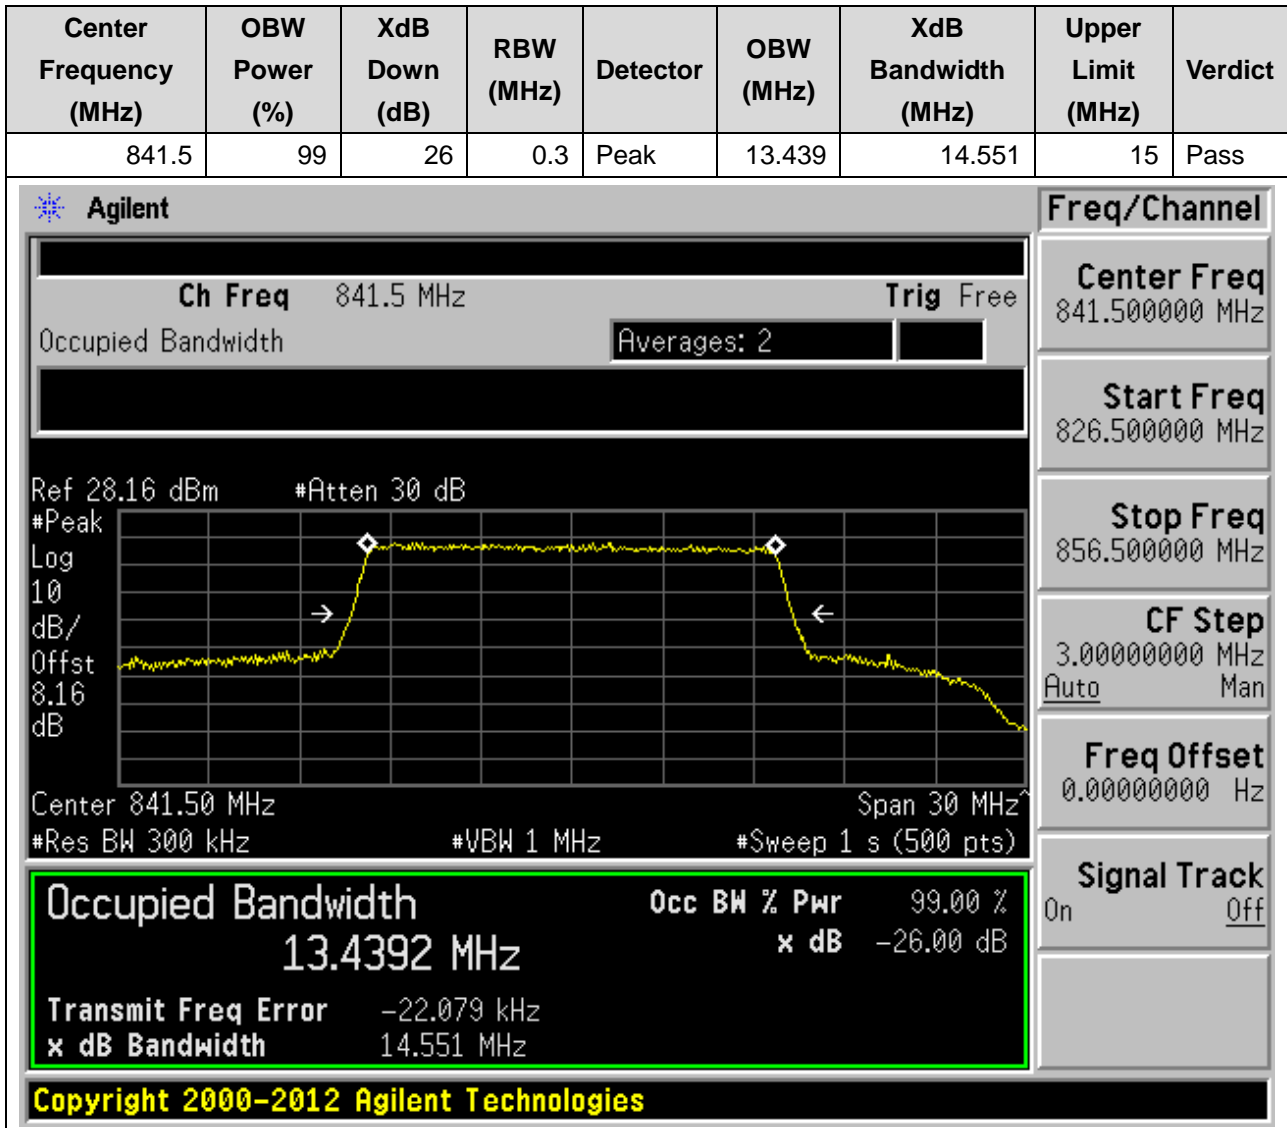 Center Frequency (MHz) OBW Power (%) XdB Down (dB) RBW (MHz) Detector OBW (MHz) XdB Bandwidth (MHz) Upper Limit (MHz) Verdict
841.5 99 26 0.3 Peak 13.439 14.551 15 Pass
Agilent
Freq/Channel
Ch Freq 841.5 MHz Trig Free
Occupied Bandwidth Averages: 2
Center Freq
841.500000 MHz
Start Freq
826.500000 MHz
Stop Freq
856.500000 MHz
CF Step
3.00000000 MHz
Auto Man
Freq Offset
0.00000000 Hz
Signal Track
On Off
Ref 28.16 dBm #Atten 30 dB
#Peak
Log
10
dB/
Offst
8.16
dB
Center 841.50 MHz Span 30 MHz^
#Res BW 300 kHz #VBW 1 MHz #Sweep 1 s (500 pts)
Occupied Bandwidth
13.4392 MHz
Occ BW % Pwr 99.00 %
x dB -26.00 dB
Transmit Freq Error -22.079 kHz
x dB Bandwidth 14.551 MHz
Copyright 2000-2012 Agilent Technologies